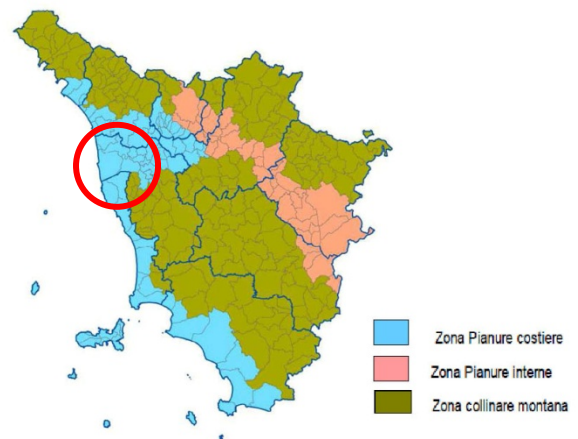 Zona Pianure costiere
Zona Pianure interne
Zona collinare montana